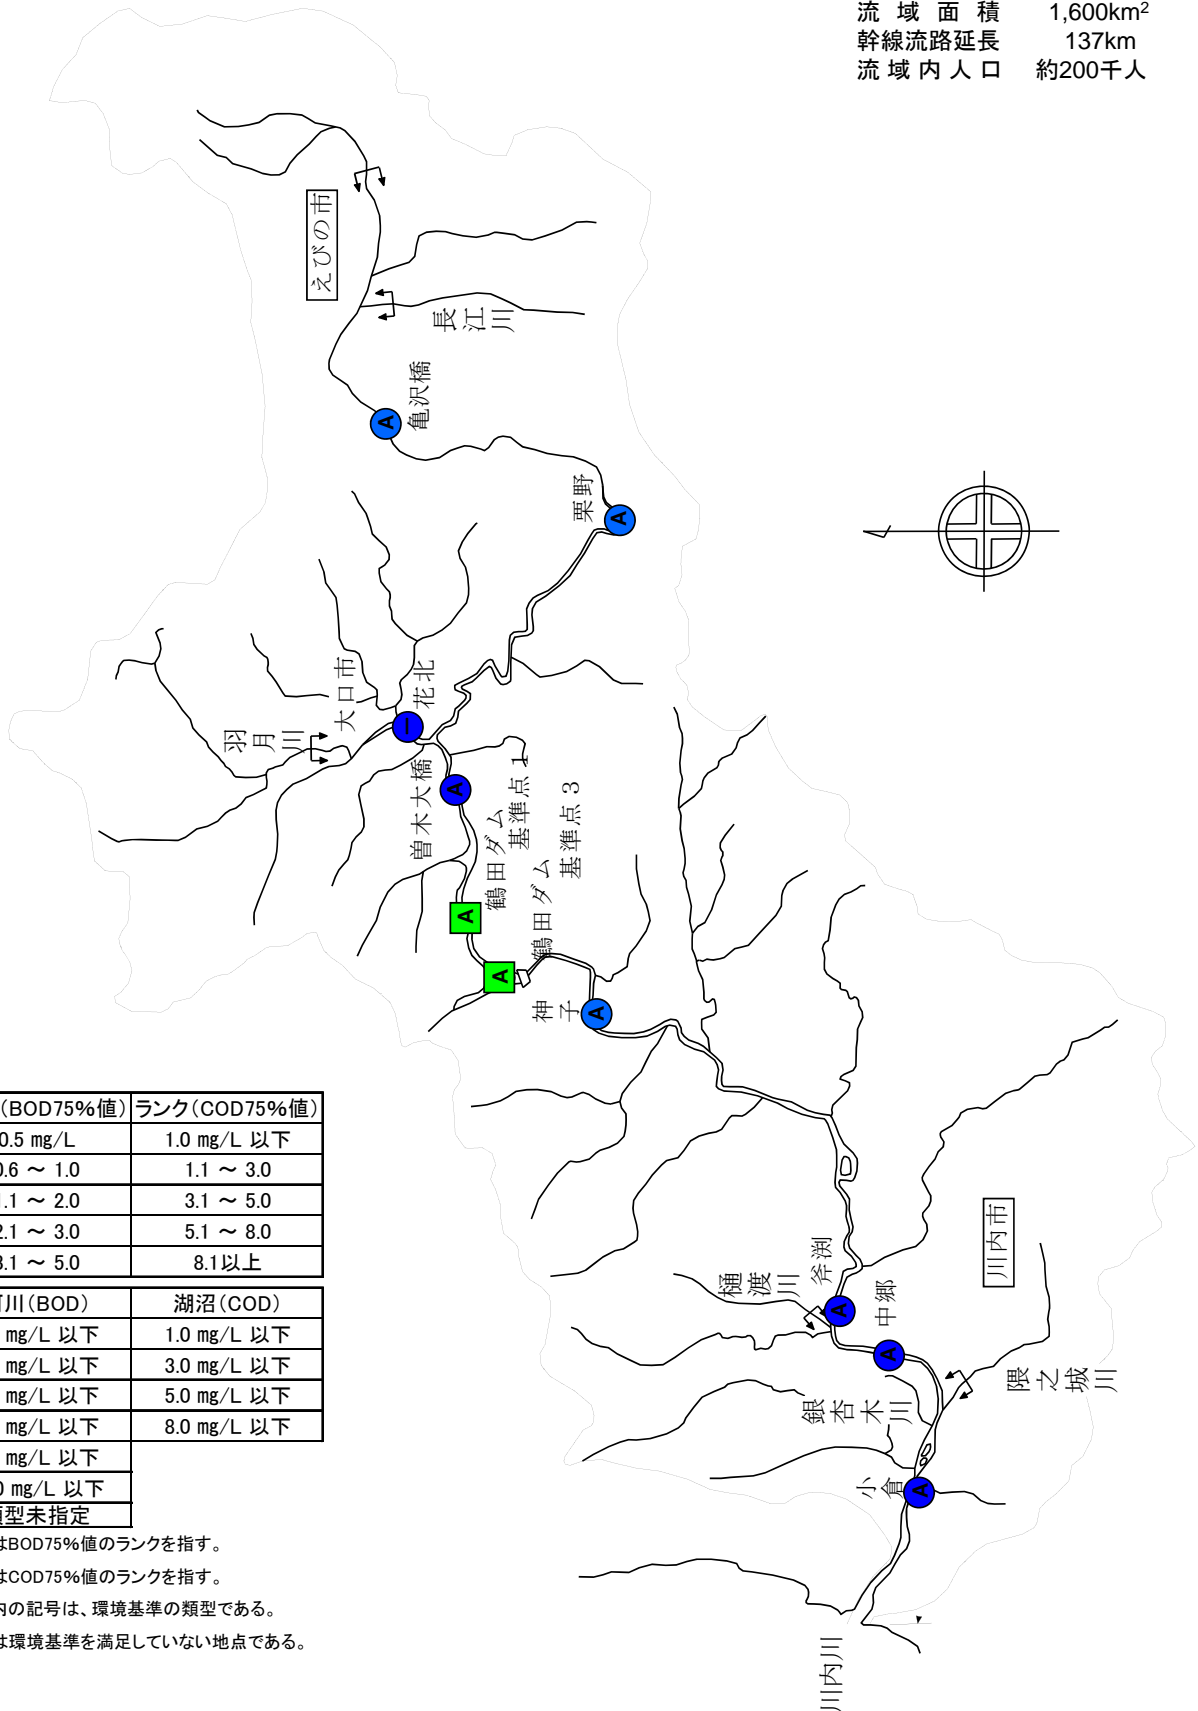 流域面積 1,600km²
幹線流路延長 137km
流域内人口 約200千人
えびの市
長江川
亀沢橋
A
栗野
A
大口市
花北
ー
羽月川
曽木大橋
A
鶴田ダム
基準点1
A
鶴田ダム
基準点3
A
神子
A
(BOD75%値) ランク(COD75%値)
0.5 mg/L 1.0 mg/L 以下
0.6 ～ 1.0 1.1 ～ 3.0
1.1 ～ 2.0 3.1 ～ 5.0
2.1 ～ 3.0 5.1 ～ 8.0
3.1 ～ 5.0 8.1以上
河川(BOD) 湖沼(COD)
mg/L 以下 1.0 mg/L 以下
mg/L 以下 3.0 mg/L 以下
mg/L 以下 5.0 mg/L 以下
mg/L 以下 8.0 mg/L 以下
mg/L 以下
0 mg/L 以下
類型未指定
はBOD75%値のランクを指す。
はCOD75%値のランクを指す。
内の記号は、環境基準の類型である。
は環境基準を満足していない地点である。
川内市
樋渡川
斧渕
A
中郷
A
隈之城川
銀杏木川
小倉
A
川内川